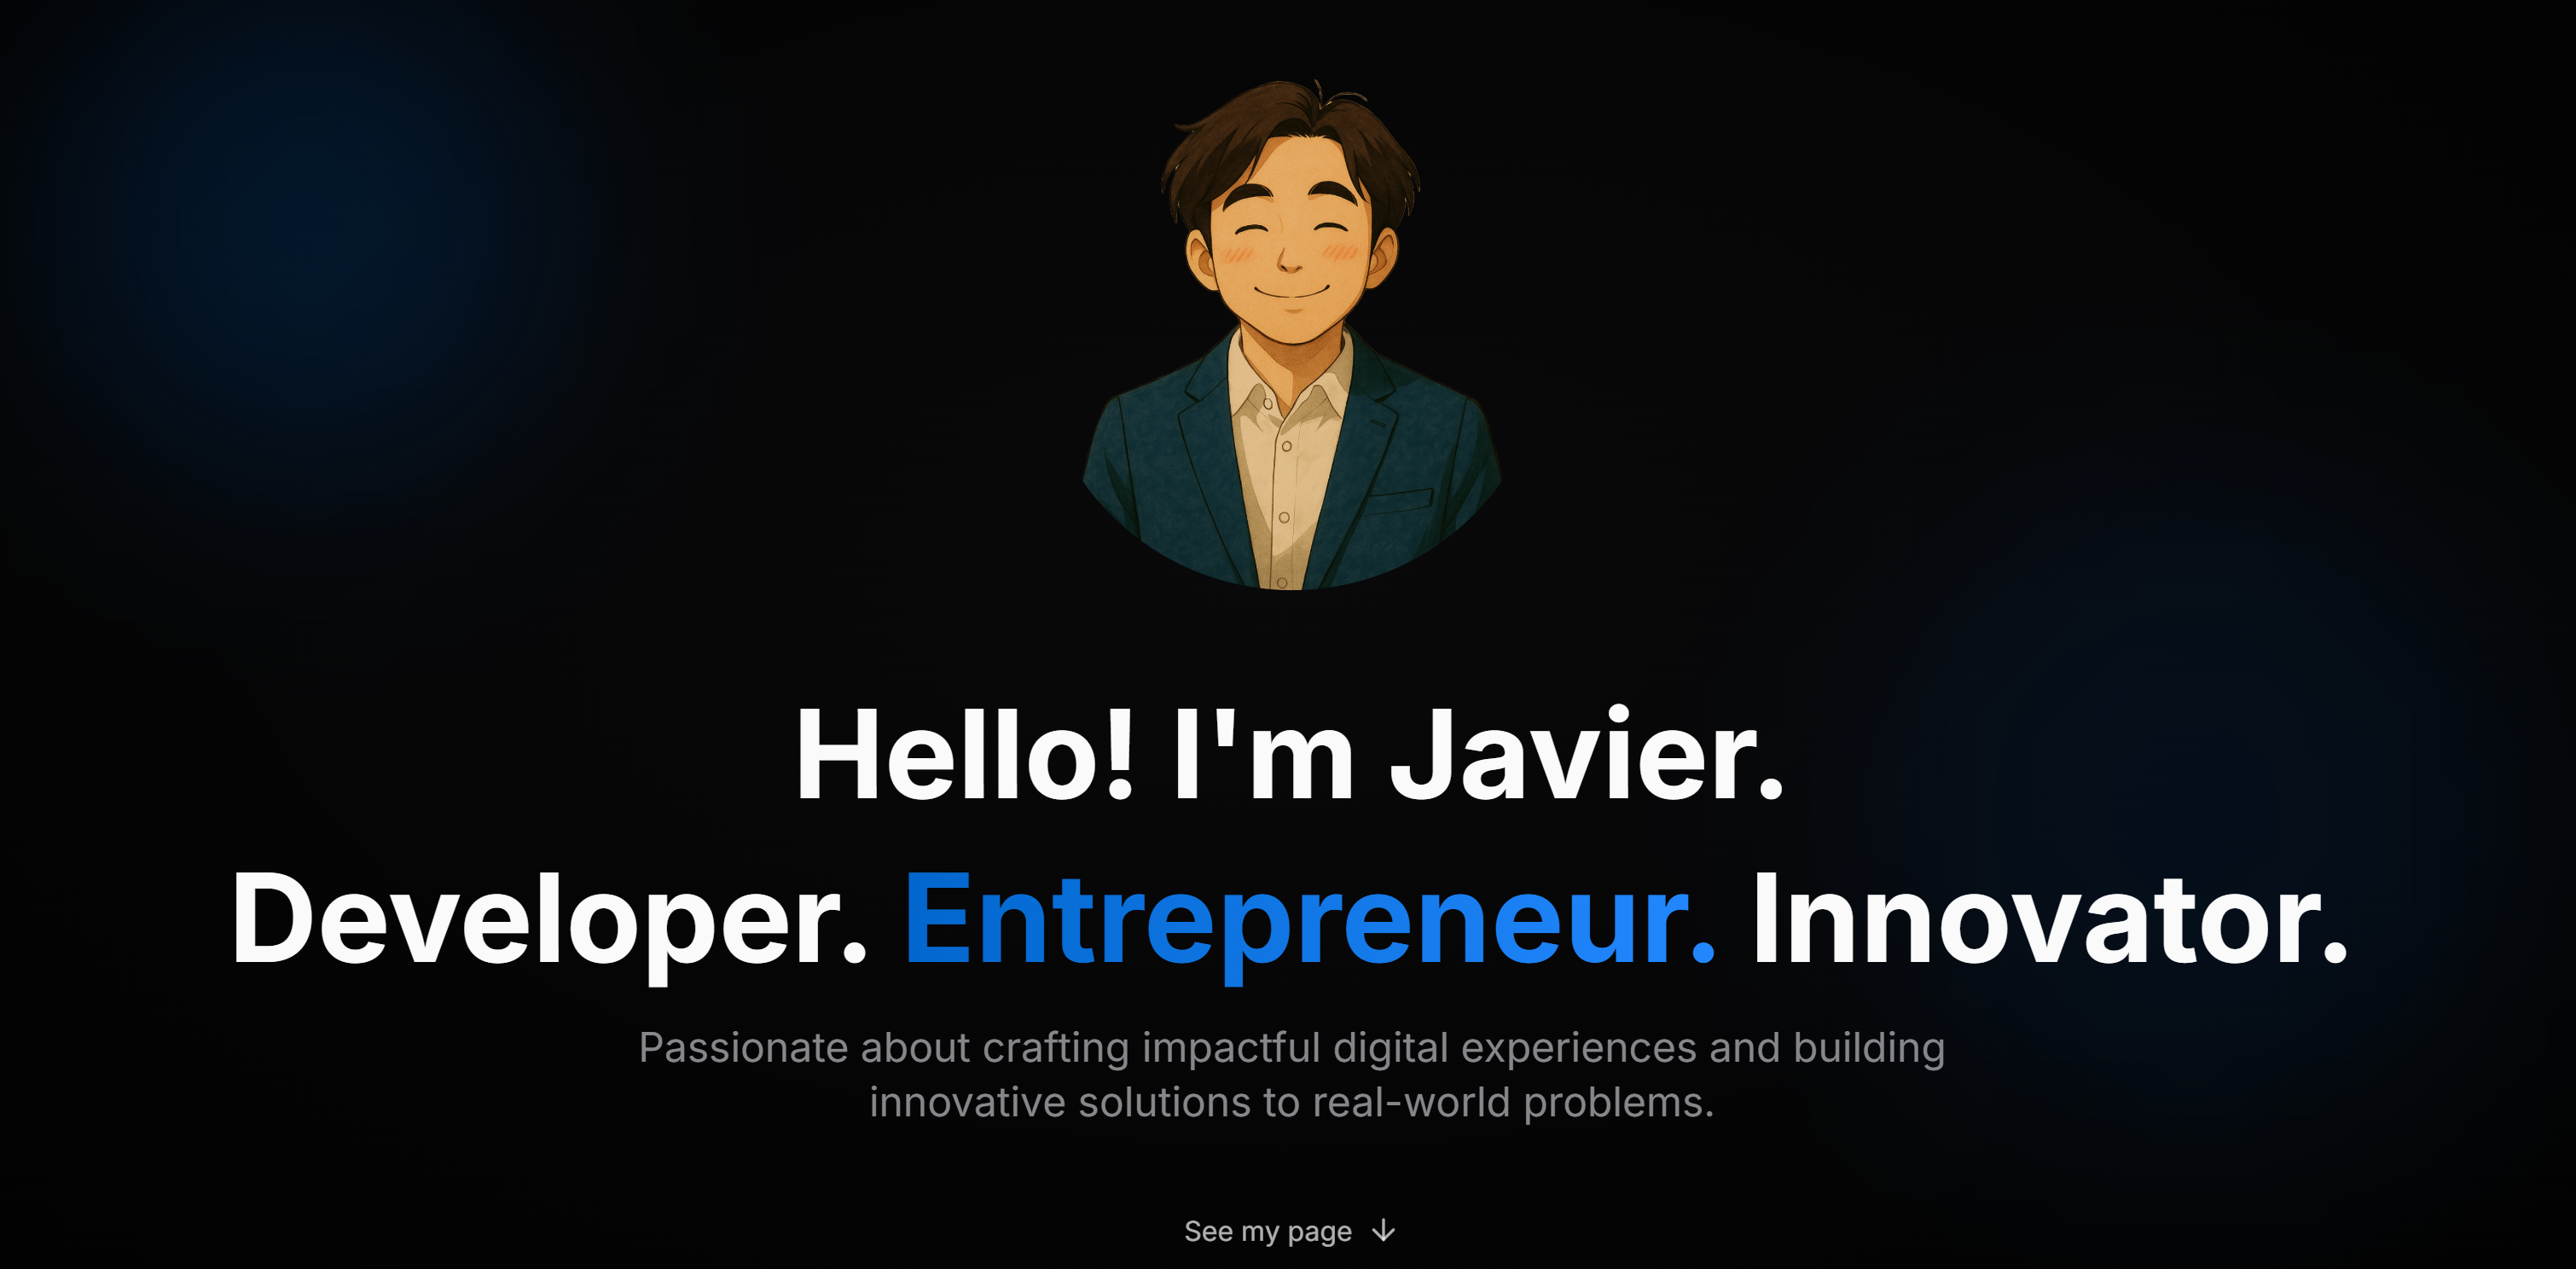 Hello! I'm Javier.
Developer. Entrepreneur. Innovator.
Passionate about crafting impactful digital experiences and building
innovative solutions to real-world problems.
See my page ↓